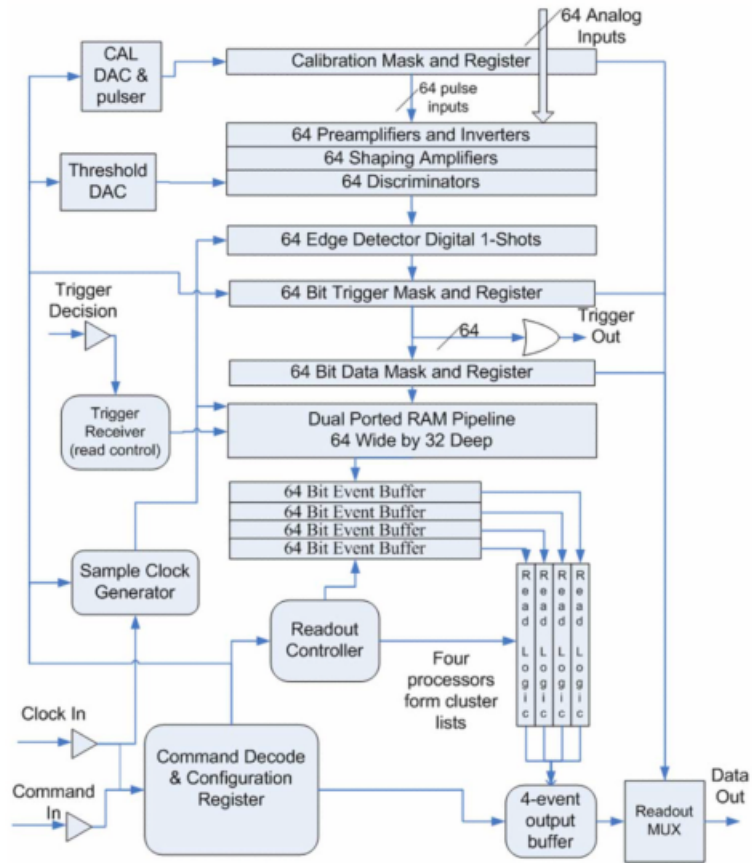 64 Analog
Inputs
CAL
DAC &
pulser
Calibration Mask and Register
64 pulse
inputs
64 Preamplifiers and Inverters
64 Shaping Amplifiers
64 Discriminators
Threshold
DAC
64 Edge Detector Digital 1-Shots
64 Bit Trigger Mask and Register
Trigger
Decision
64
Trigger
Out
64 Bit Data Mask and Register
Trigger
Receiver
(read control)
Dual Ported RAM Pipeline
64 Wide by 32 Deep
64 Bit Event Buffer
64 Bit Event Buffer
64 Bit Event Buffer
64 Bit Event Buffer
Sample Clock
Generator
Read Logic
Read Logic
Read Logic
Read Logic
Readout
Controller
Four
processors
form cluster
lists
Clock In
Command Decode
& Configuration
Register
Command
In
4-event
output
buffer
Readout
MUX
Data
Out